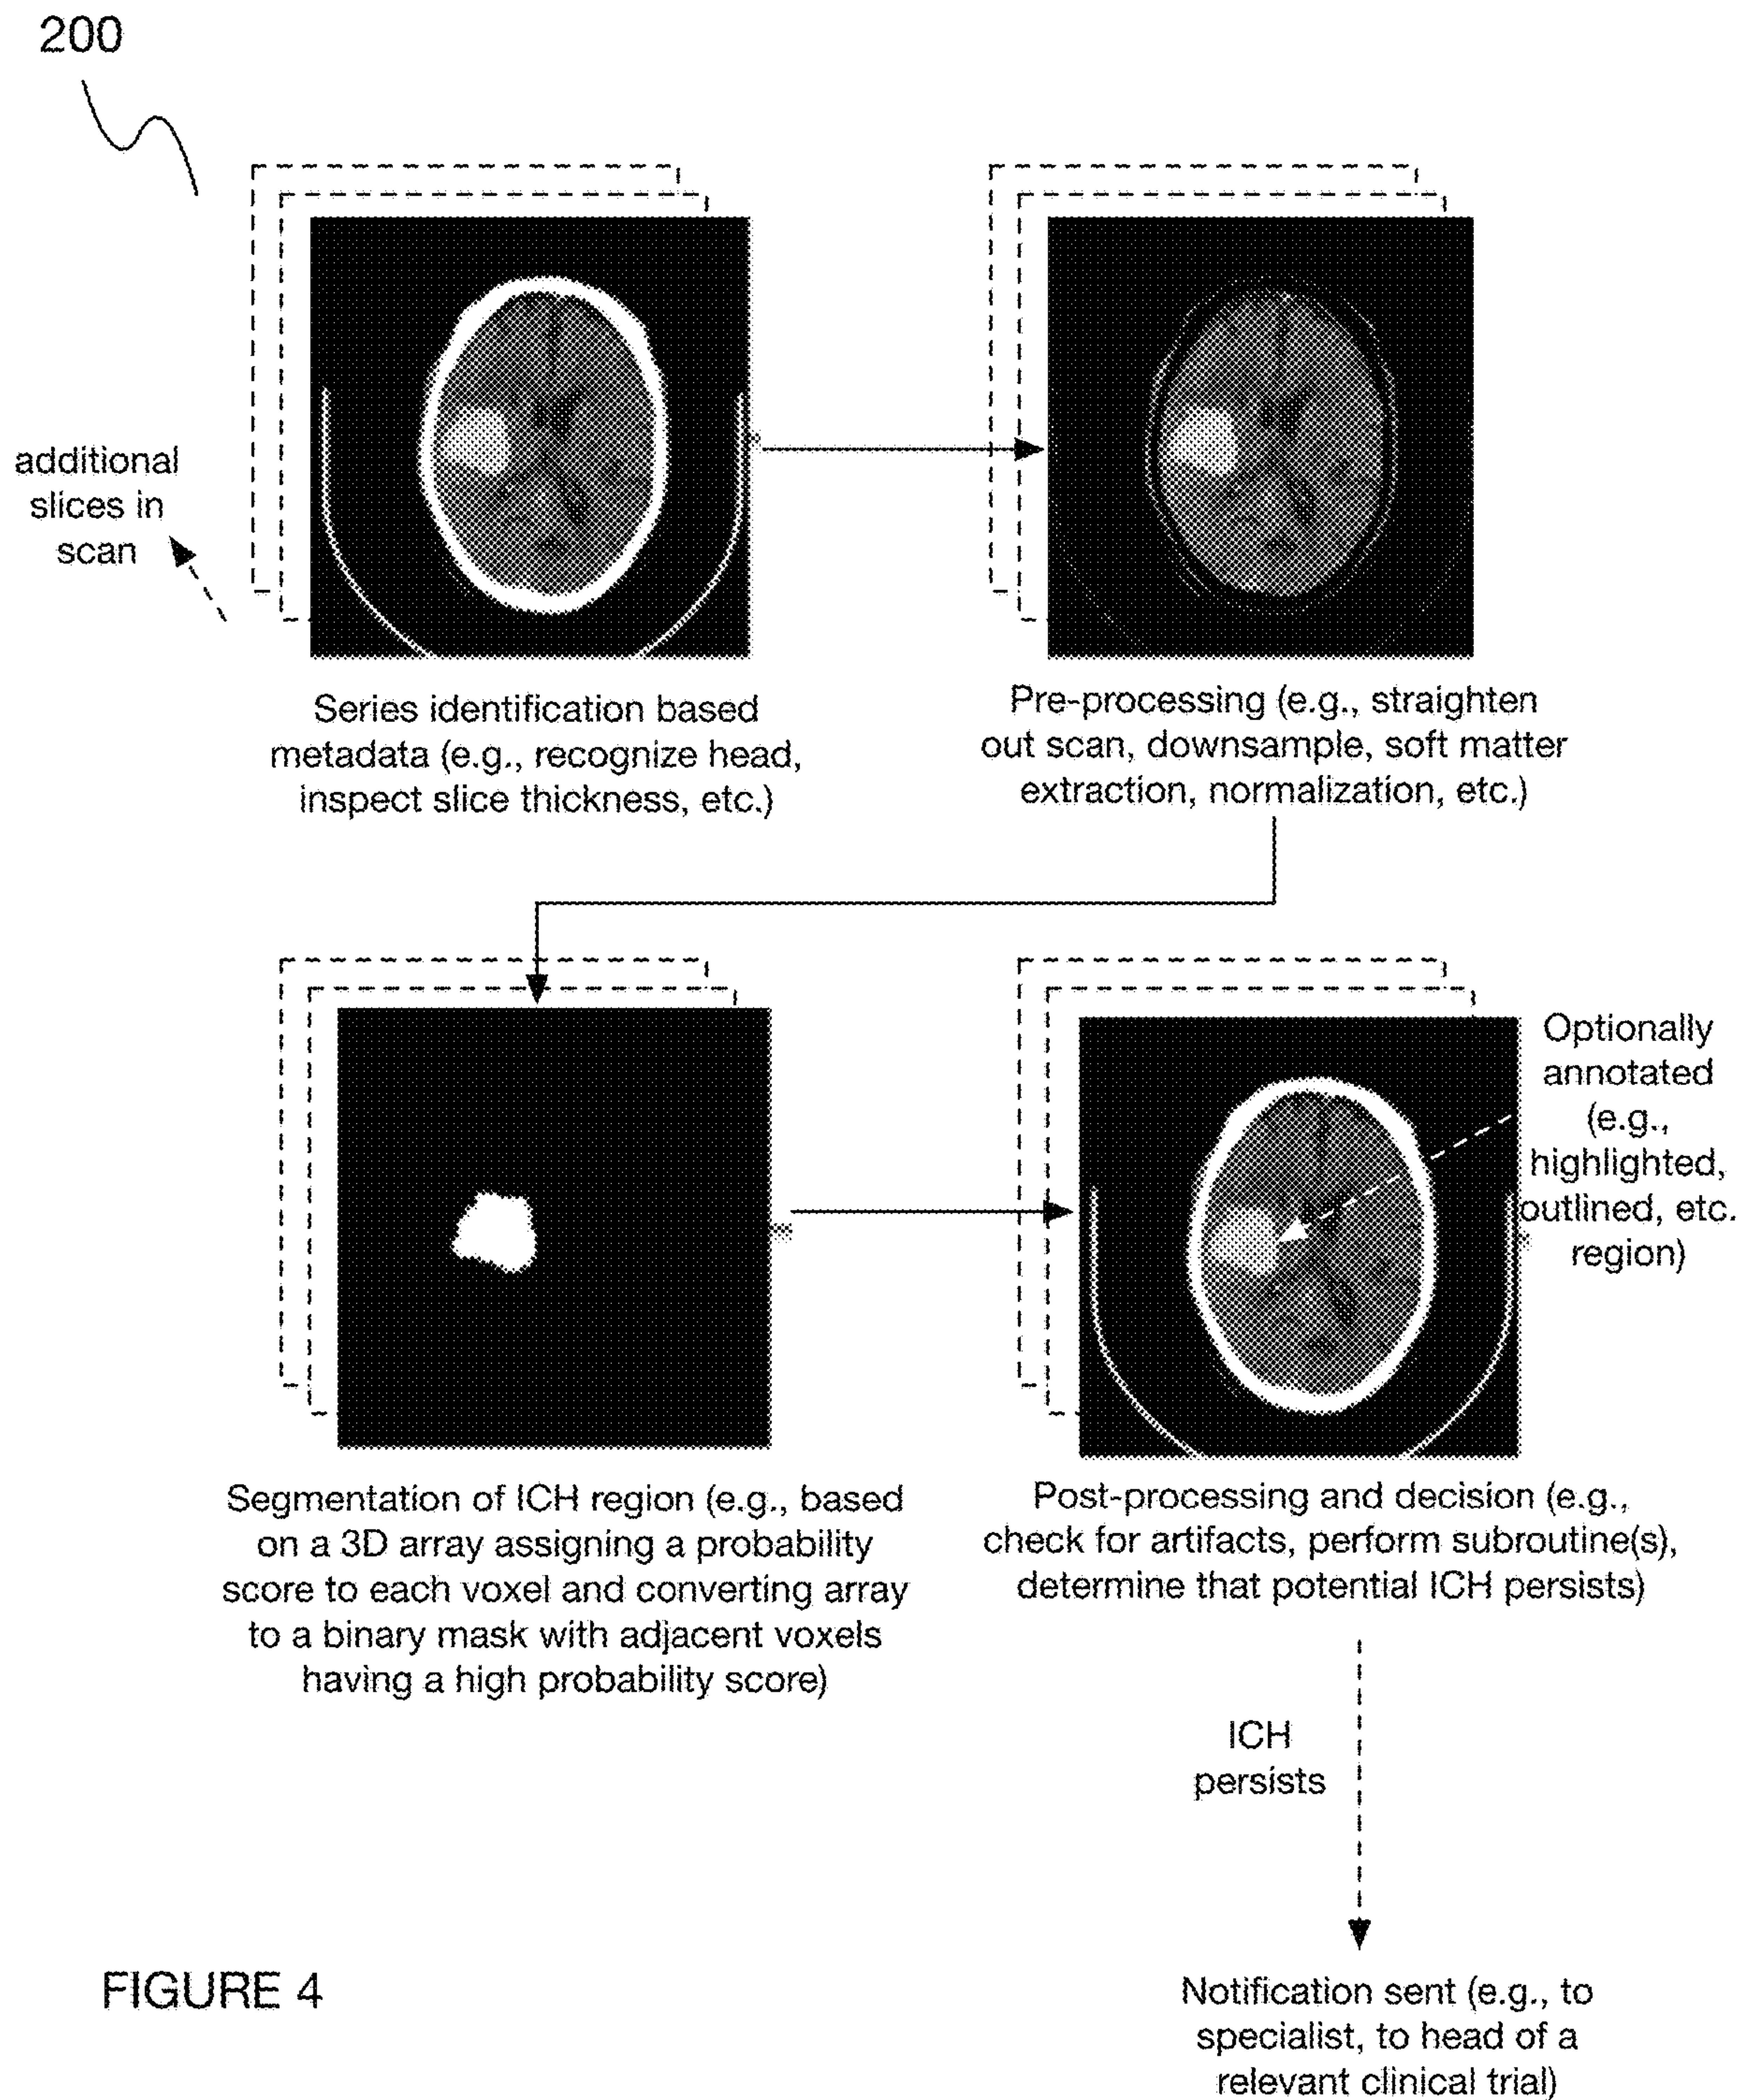 200
additional
slices in
scan
Series identification based
metadata (e.g., recognize head,
inspect slice thickness, etc.)
Pre-processing (e.g., straighten
out scan, downsample, soft matter
extraction, normalization, etc.)
Optionally
annotated
(e.g.,
highlighted,
outlined, etc.
region)
Segmentation of ICH region (e.g., based
on a 3D array assigning a probability
score to each voxel and converting array
to a binary mask with adjacent voxels
having a high probability score)
Post-processing and decision (e.g.,
check for artifacts, perform subroutine(s),
determine that potential ICH persists)
ICH
persists
Notification sent (e.g., to
specialist, to head of a
relevant clinical trial)
FIGURE 4